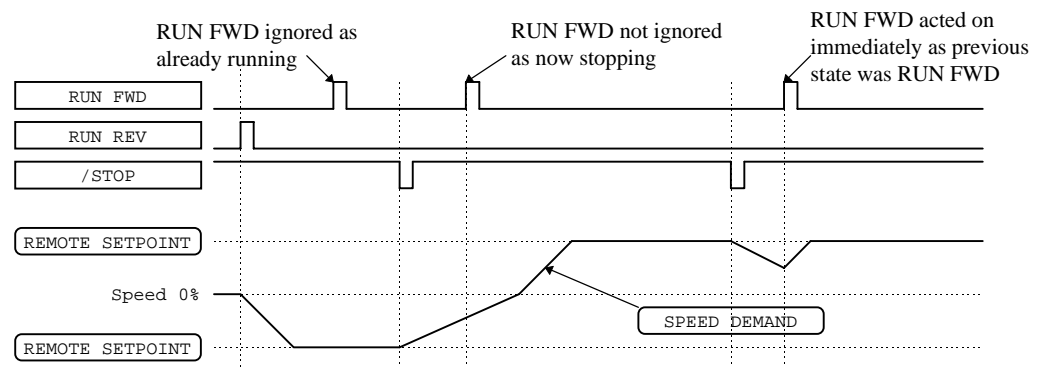 RUN FWD ignored as
already running
RUN FWD not ignored
as now stopping
RUN FWD acted on
immediately as previous
state was RUN FWD
RUN FWD
RUN REV
/STOP
REMOTE SETPOINT
Speed 0%
SPEED DEMAND
REMOTE SETPOINT